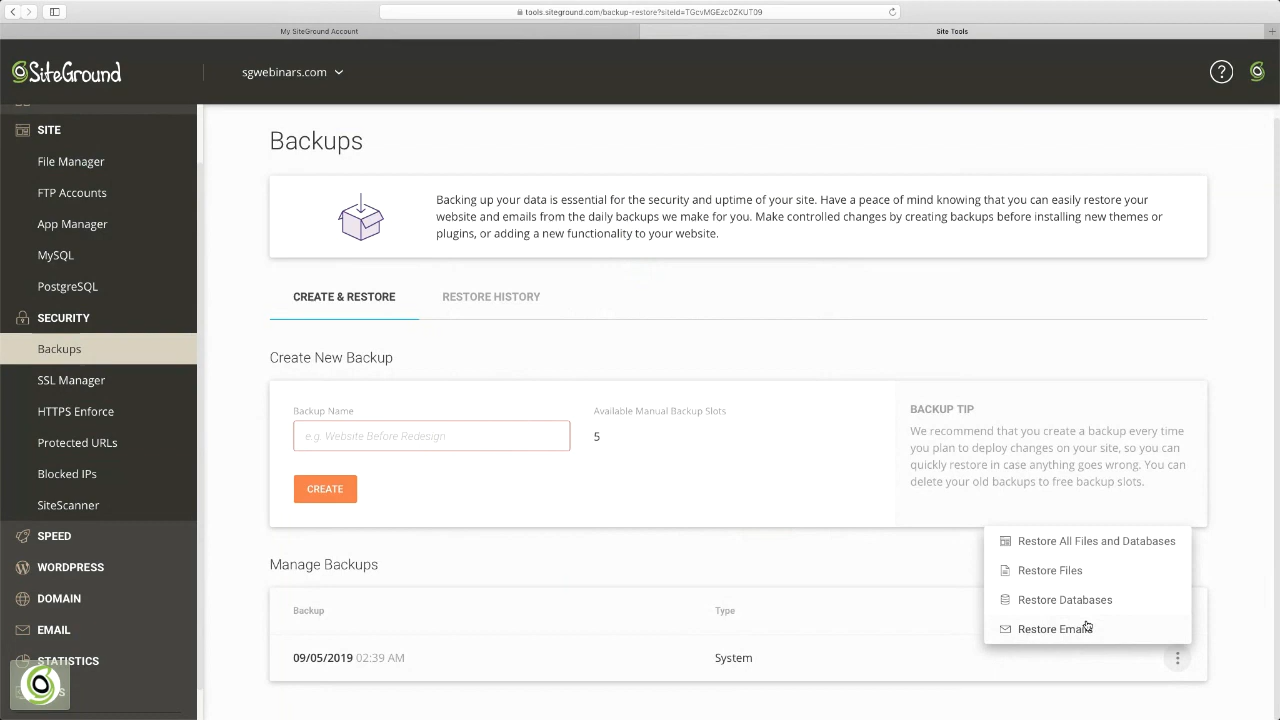 tools.siteground.com/backup-restore?siteId=TGcvMGEzc0ZKUT09
My SiteGround Account
Site Tools
SiteGround
sgwebinars.com
?
SITE
File Manager
FTP Accounts
App Manager
MySQL
PostgreSQL
SECURITY
Backups
SSL Manager
HTTPS Enforce
Protected URLs
Blocked IPs
SiteScanner
SPEED
WORDPRESS
DOMAIN
EMAIL
STATISTICS
Backups
Backing up your data is essential for the security and uptime of your site. Have a peace of mind knowing that you can easily restore your
website and emails from the daily backups we make for you. Make controlled changes by creating backups before installing new themes or
plugins, or adding a new functionality to your website.
CREATE & RESTORE
RESTORE HISTORY
Create New Backup
Backup Name
e.g. Website Before Redesign
CREATE
Available Manual Backup Slots
5
BACKUP TIP
We recommend that you create a backup every time
you plan to deploy changes on your site, so you can
quickly restore in case anything goes wrong. You can
delete your old backups to free backup slots.
Manage Backups
Backup
Type
09/05/2019 02:39 AM
System
Restore All Files and Databases
Restore Files
Restore Databases
Restore Emails